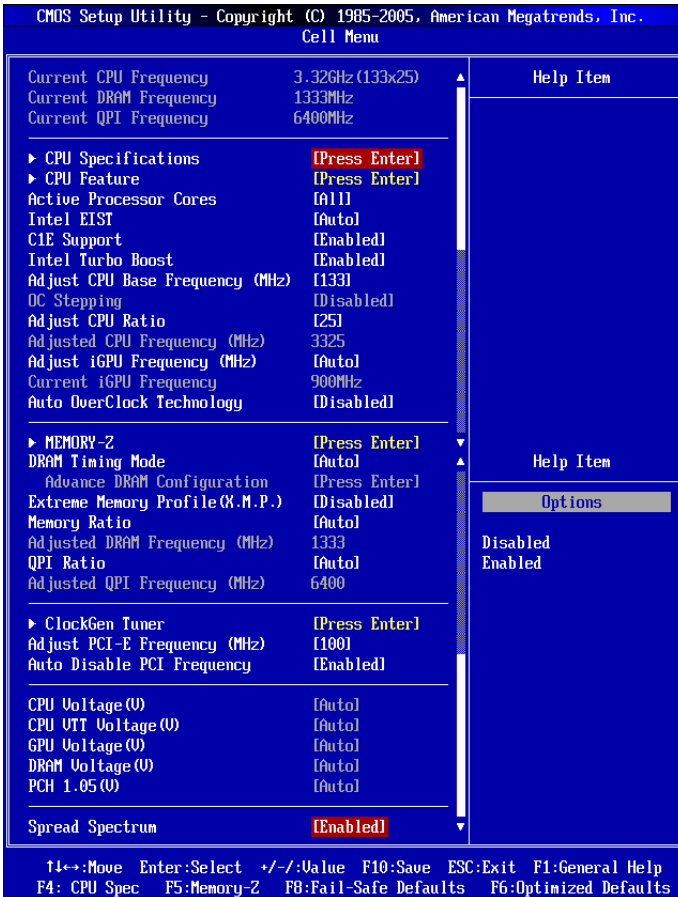 CMOS Setup Utility - Copyright (C) 1985-2005, American Megatrends, Inc.
Cell Menu
Current CPU Frequency 3.32GHz(133x25)
Current DRAM Frequency 1333MHz
Current QPI Frequency 6400MHz
Help Item
▶ CPU Specifications [Press Enter]
▶ CPU Feature [Press Enter]
Active Processor Cores [All]
Intel EIST [Auto]
C1E Support [Enabled]
Intel Turbo Boost [Enabled]
Adjust CPU Base Frequency (MHz) [133]
OC Stepping [Disabled]
Adjust CPU Ratio [25]
Adjusted CPU Frequency (MHz) 3325
Adjust iGPU Frequency (MHz) [Auto]
Current iGPU Frequency 900MHz
Auto OverClock Technology [Disabled]
▶ MEMORY-Z [Press Enter]
DRAM Timing Mode [Auto]
Advance DRAM Configuration [Press Enter]
Extreme Memory Profile(X.M.P.) [Disabled]
Memory Ratio [Auto]
Adjusted DRAM Frequency (MHz) 1333
QPI Ratio [Auto]
Adjusted QPI Frequency (MHz) 6400
Help Item
Options
Disabled
Enabled
▶ ClockGen Tuner [Press Enter]
Adjust PCI-E Frequency (MHz) [100]
Auto Disable PCI Frequency [Enabled]
CPU Voltage(V) [Auto]
CPU VTT Voltage(V) [Auto]
GPU Voltage(V) [Auto]
DRAM Voltage(V) [Auto]
PCH 1.05(V) [Auto]
Spread Spectrum [Enabled]
↑↓←→:Move Enter:Select +/-/:Value F10:Save ESC:Exit F1:General Help
F4: CPU Spec F5:Memory-Z F8:Fail-Safe Defaults F6:Optimized Defaults